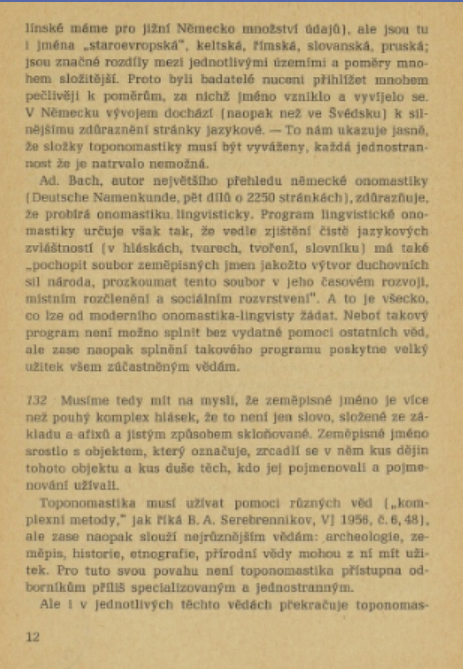 linské máme pro jižní Německo množství údajů), ale jsou tu
i jména „staroevropská", keltská, římská, slovanská, pruská;
jsou značné rozdíly mezi jednotlivými územími a poměry mno-
hem složitější. Proto byli badatelé nuceni přihlížet mnohem
pečlivěji k poměrům, za nichž jméno vzniklo a vyvíjelo se.
V Německu vývojem dochází (naopak než ve Švédsku) k sil-
nějšímu zdůraznění stránky jazykové. — To nám ukazuje jasně,
že složky toponomastiky musí být vyváženy, každá jednostran-
nost že je natrvalo nemožná.
Ad. Bach, autor největšího přehledu německé onomastiky
(Deutsche Namenkunde, pět dílů o 2250 stránkách), zdůrazňuje,
že probírá onomastiku lingvisticky. Program lingvistické ono-
mastiky určuje však tak, že vedle zjištění čistě jazykových
zvláštností (v hláskách, tvarech, tvoření, slovníku) má také
„pochopit soubor zeměpisných jmen jakožto výtvor duchovních
sil národa, prozkoumat tento soubor v jeho časovém rozvoji,
místním rozčlenění a sociálním rozvrstvení". A to je všecko,
co lze od moderního onomastika-lingvisty žádat. Neboť takový
program není možno splnit bez vydatné pomoci ostatních věd,
ale zase naopak splnění takového programu poskytne velký
užitek všem zúčastněným vědám.
132 Musíme tedy mít na mysli, že zeměpisné jméno je více
než pouhý komplex hlásek, že to není jen slovo, složené ze zá-
kladu a afixů a jistým způsobem skloňované. Zeměpisné jméno
srostlo s objektem, který označuje, zrcadlí se v něm kus dějin
tohoto objektu a kus duše těch, kdo jej pojmenovali a pojme-
nování užívali.
Toponomastika musí užívat pomoci různých věd („kom-
plexní metody," jak říká B. A. Serebrennikov, VJ 1956, č. 6, 48),
ale zase naopak slouží nejrůznějším vědám: archeologie, ze-
měpis, historie, etnografie, přírodní vědy mohou z ní mít uži-
tek. Pro tuto svou povahu není toponomastika přístupna od-
borníkům příliš specializovaným a jednostranným.
Ale i v jednotlivých těchto vědách překračuje toponomas-
12